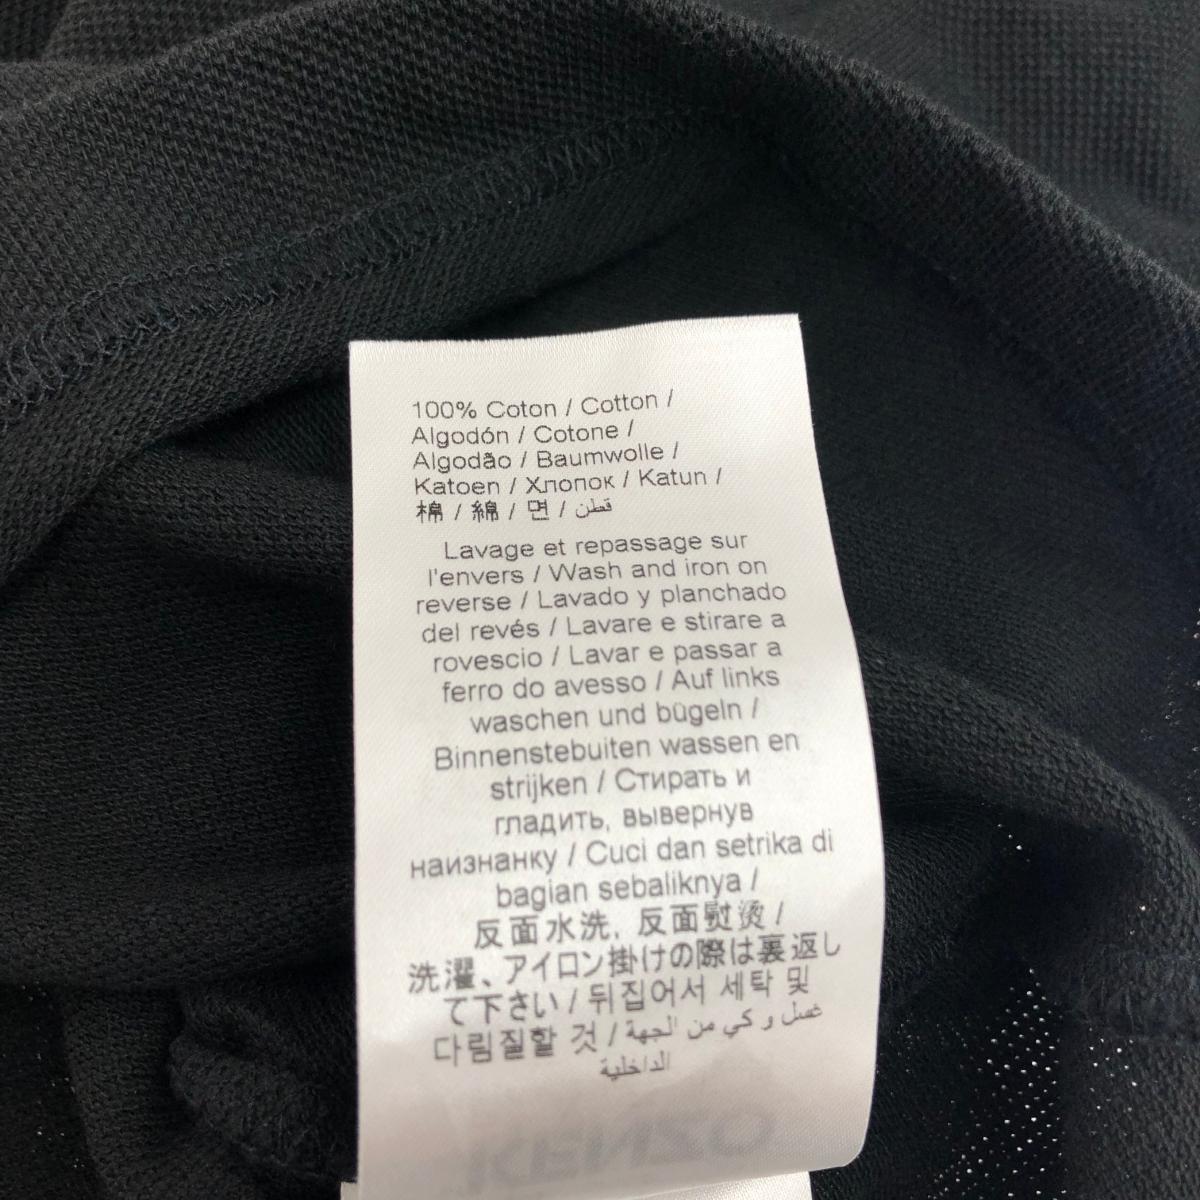 100% Coton / Cotton /
Algodón / Cotone /
Algodão / Baumwolle /
Katoen / Хлопок / Katun /
棉 / 綿 / 면 / قطن
Lavage et repassage sur
l'envers / Wash and iron on
reverse / Lavado y planchado
del revés / Lavare e stirare a
rovescio / Lavar e passar a
ferro do avesso / Auf links
waschen und bügeln /
Binnenstebuiten wassen en
strijken / Стирать и
гладить, вывернув
наизнанку / Cuci dan setrika di
bagian sebaliknya /
反面水洗, 反面熨烫 /
洗濯、アイロン掛けの際は裏返し
て下さい / 뒤집어서 세탁 및
다림질할 것 / غسل و كي من الجهة
الداخلية
KENZO